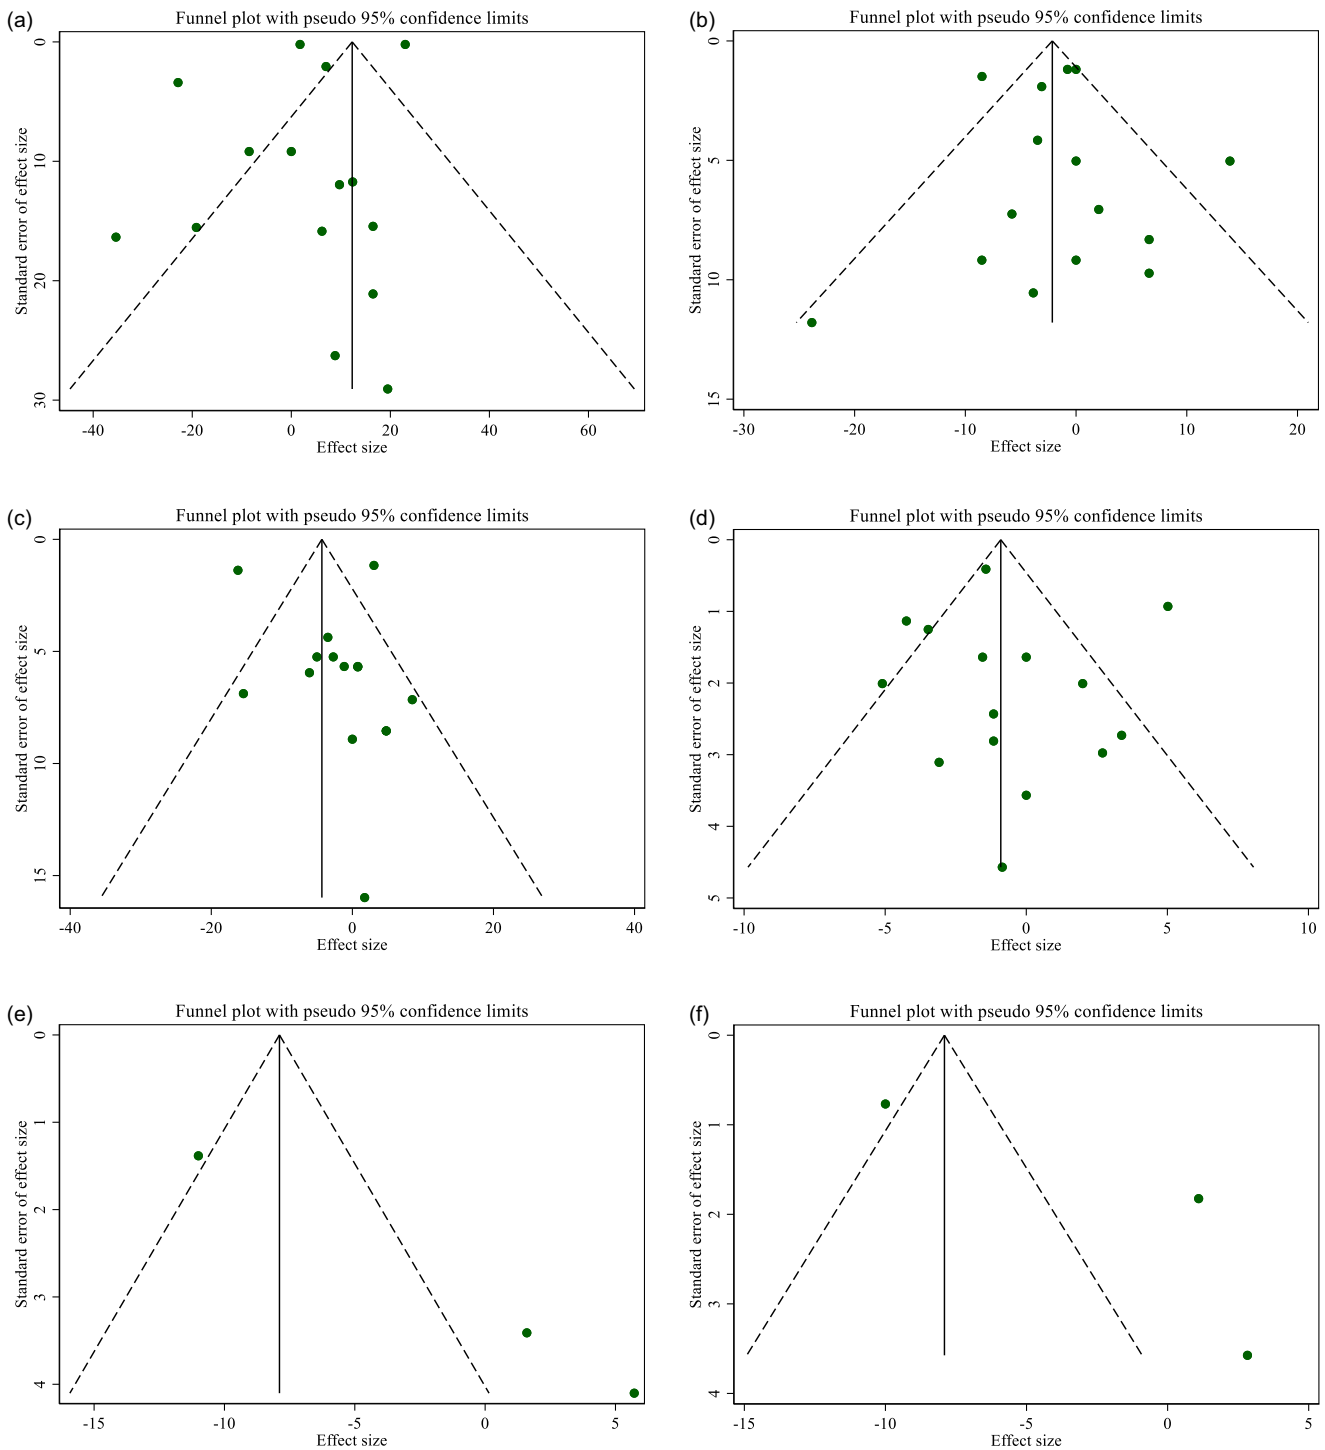 (a)
Funnel plot with pseudo 95% confidence limits
Standard error of effect size
0
10
20
30
-40 -20 0 20 40 60
Effect size
(b)
Funnel plot with pseudo 95% confidence limits
Standard error of effect size
0
5
10
15
-30 -20 -10 0 10 20
Effect size
(c)
Funnel plot with pseudo 95% confidence limits
Standard error of effect size
0
5
10
15
-40 -20 0 20 40
Effect size
(d)
Funnel plot with pseudo 95% confidence limits
Standard error of effect size
0
1
2
3
4
5
-10 -5 0 5 10
Effect size
(e)
Funnel plot with pseudo 95% confidence limits
Standard error of effect size
0
1
2
3
4
-15 -10 -5 0 5
Effect size
(f)
Funnel plot with pseudo 95% confidence limits
Standard error of effect size
0
1
2
3
4
-15 -10 -5 0 5
Effect size